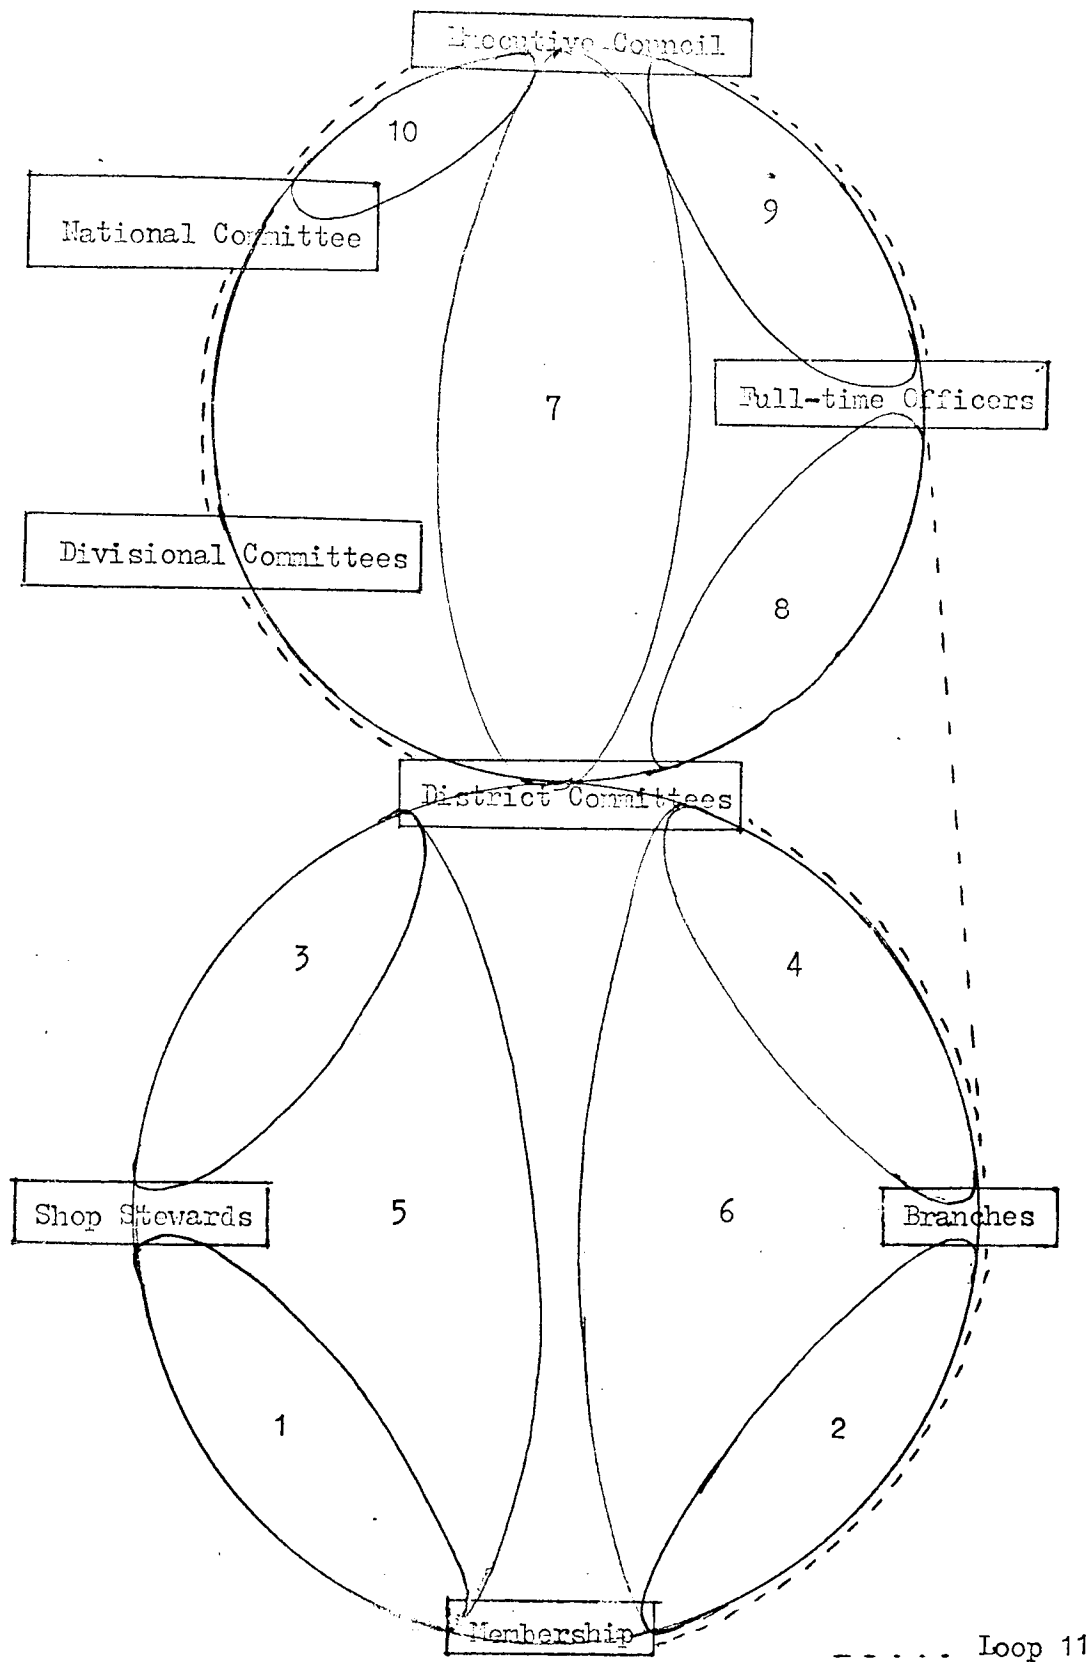 Executive Council
10
9
National Committee
7
Full-time Officers
Divisional Committees
8
District Committees
3
4
Shop Stewards
5
6
Branches
1
2
Membership
Loop 11